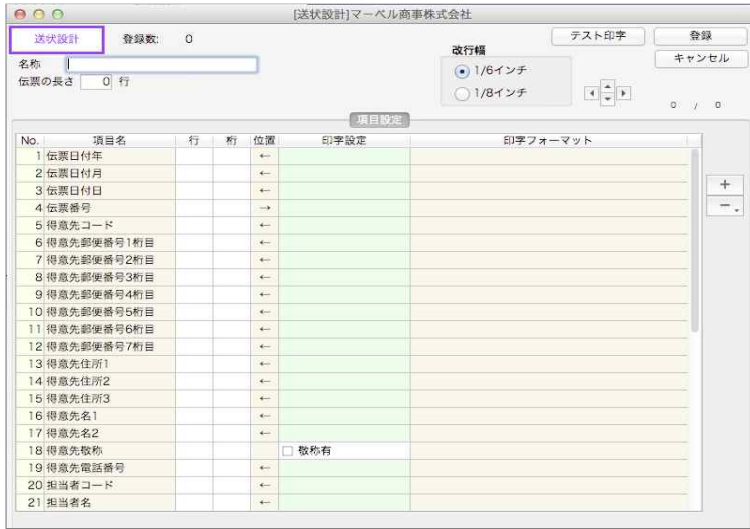 [送状設計]マーベル商事株式会社
送状設計 登録数: 0 テスト印字 登録
名称 改行幅 キャンセル
伝票の長さ 0 行 1/6インチ
1/8インチ 0 / 0
項目設定
No. 項目名 行 桁 位置 印字設定 印字フォーマット
1 伝票日付年 ←
2 伝票日付月 ←
3 伝票日付日 ←
4 伝票番号 →
5 得意先コード ←
6 得意先郵便番号1桁目 ←
7 得意先郵便番号2桁目 ←
8 得意先郵便番号3桁目 ←
9 得意先郵便番号4桁目 ←
10 得意先郵便番号5桁目 ←
11 得意先郵便番号6桁目 ←
12 得意先郵便番号7桁目 ←
13 得意先住所1 ←
14 得意先住所2 ←
15 得意先住所3 ←
16 得意先名1 ←
17 得意先名2 ←
18 得意先敬称 敬称有
19 得意先電話番号 ←
20 担当者コード ←
21 担当者名 ←